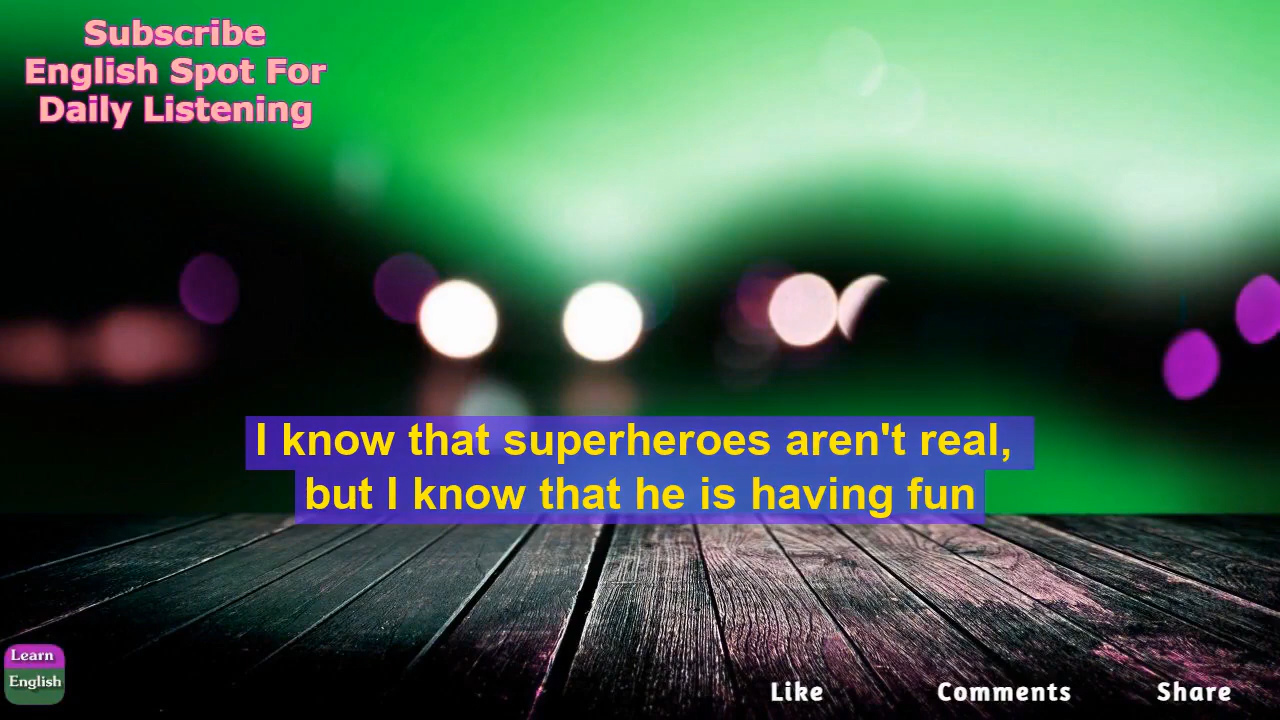 Subscribe
English Spot For
Daily Listening
I know that superheroes aren't real,
but I know that he is having fun
Learn
English
Like Comments Share